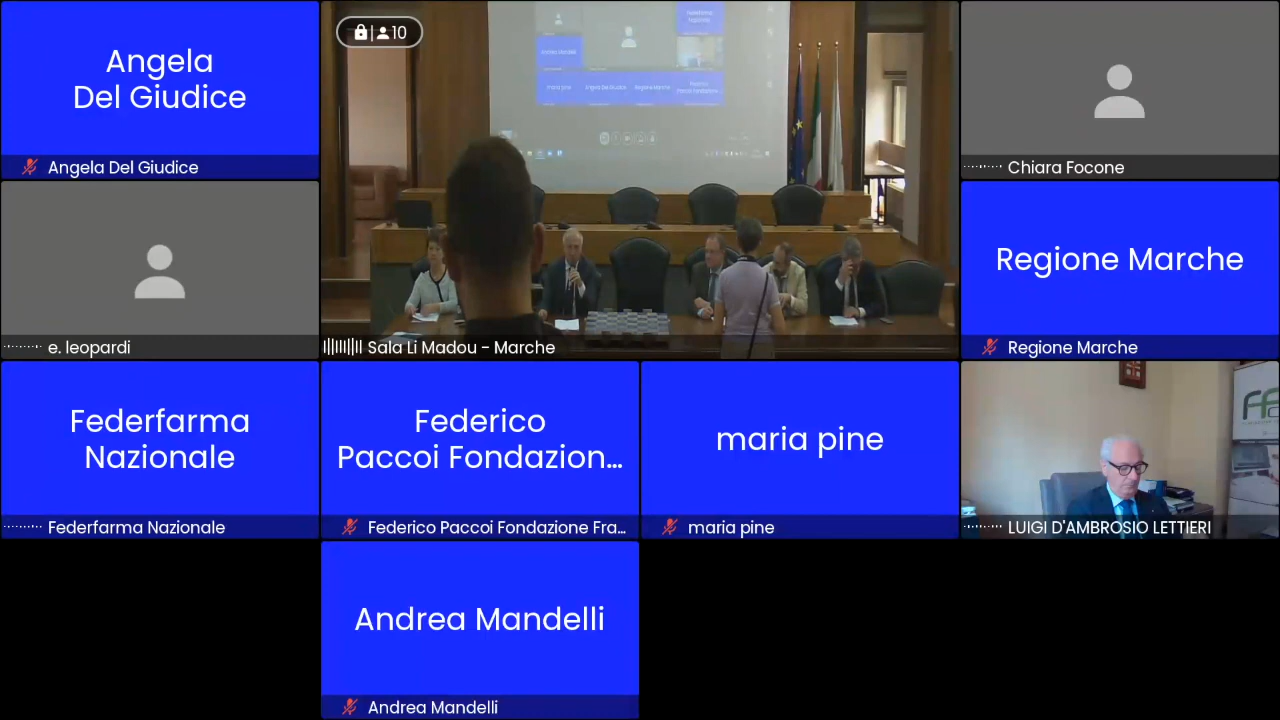 Angela
Del Giudice
Angela Del Giudice
10
Chiara Focone
e. leopardi
Sala Li Madou - Marche
Regione Marche
Regione Marche
Federfarma
Nazionale
Federfarma Nazionale
Federico
Paccoi Fondazion...
Federico Paccoi Fondazione Fra...
maria pine
maria pine
LUIGI D'AMBROSIO LETTIERI
Andrea Mandelli
Andrea Mandelli